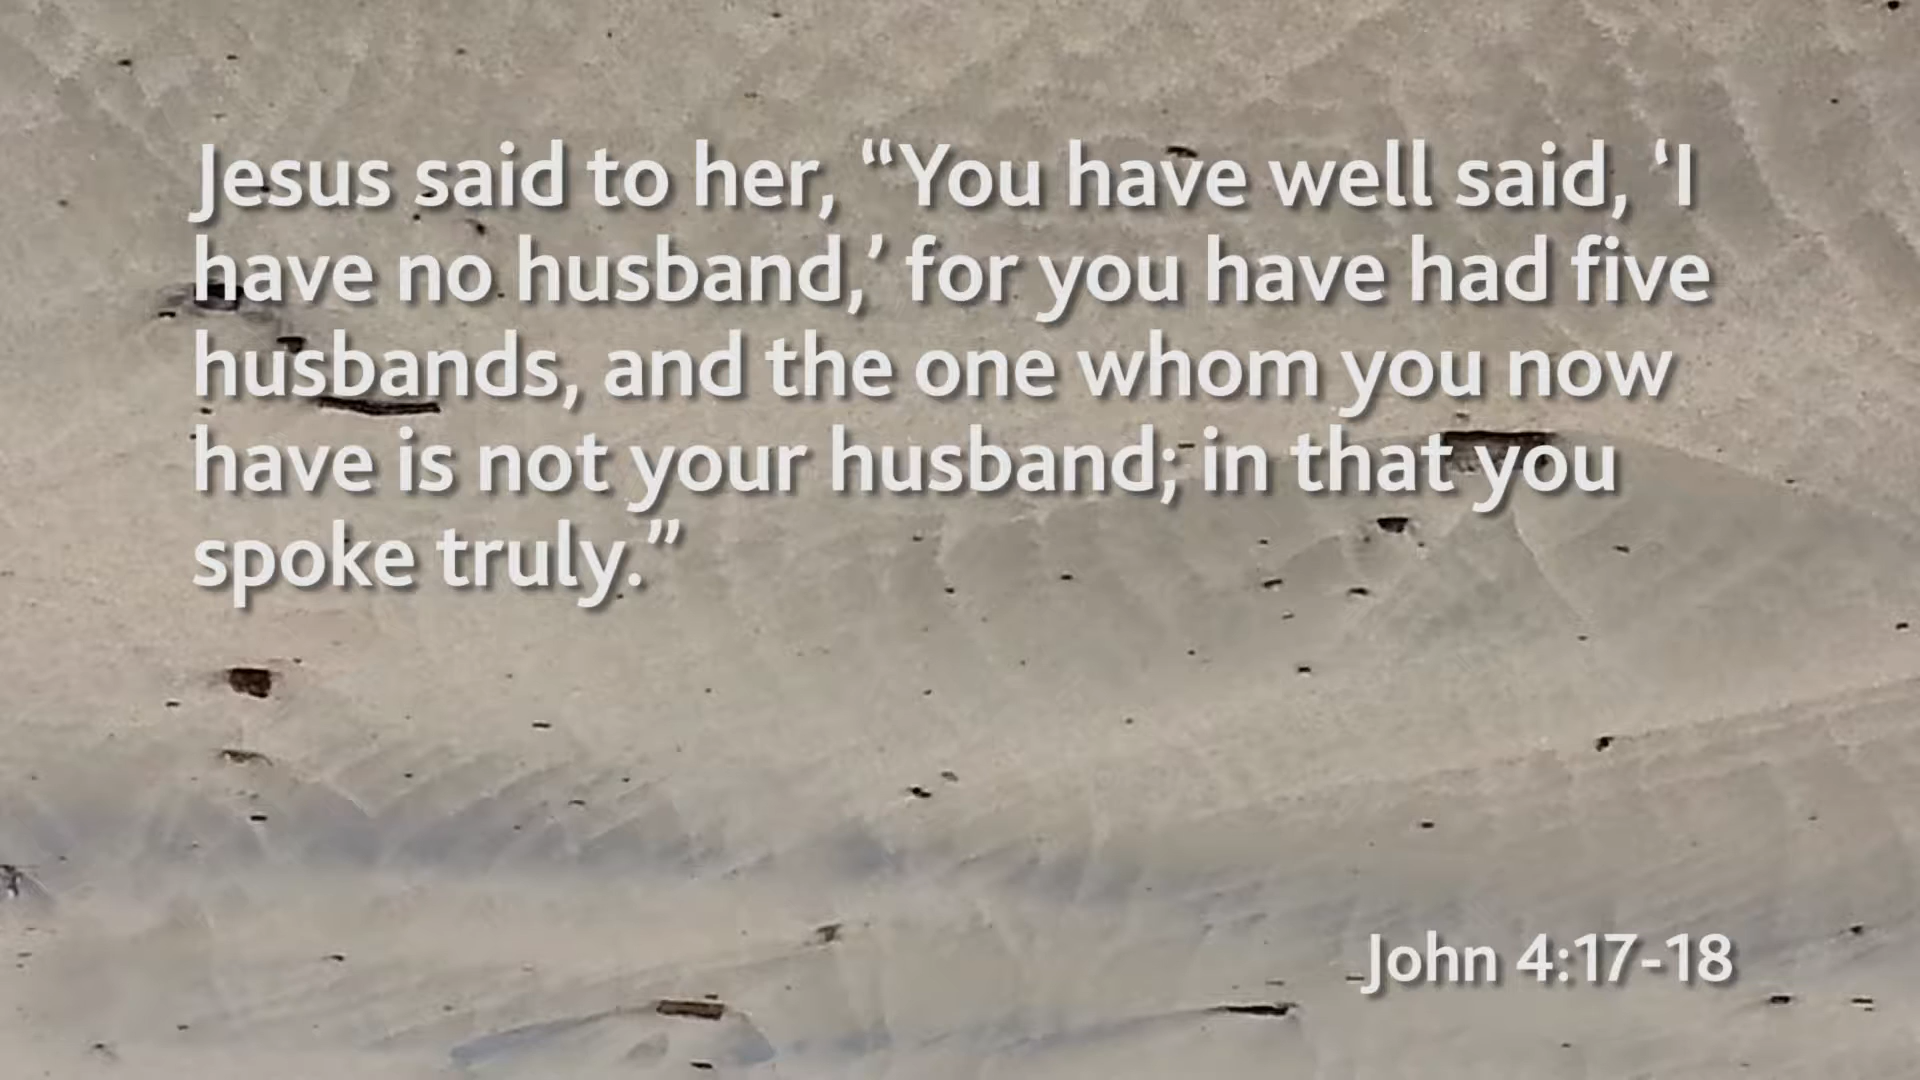 Jesus said to her, “You have well said, ‘I
have no husband,’ for you have had five
husbands, and the one whom you now
have is not your husband; in that you
spoke truly.”
John 4:17-18